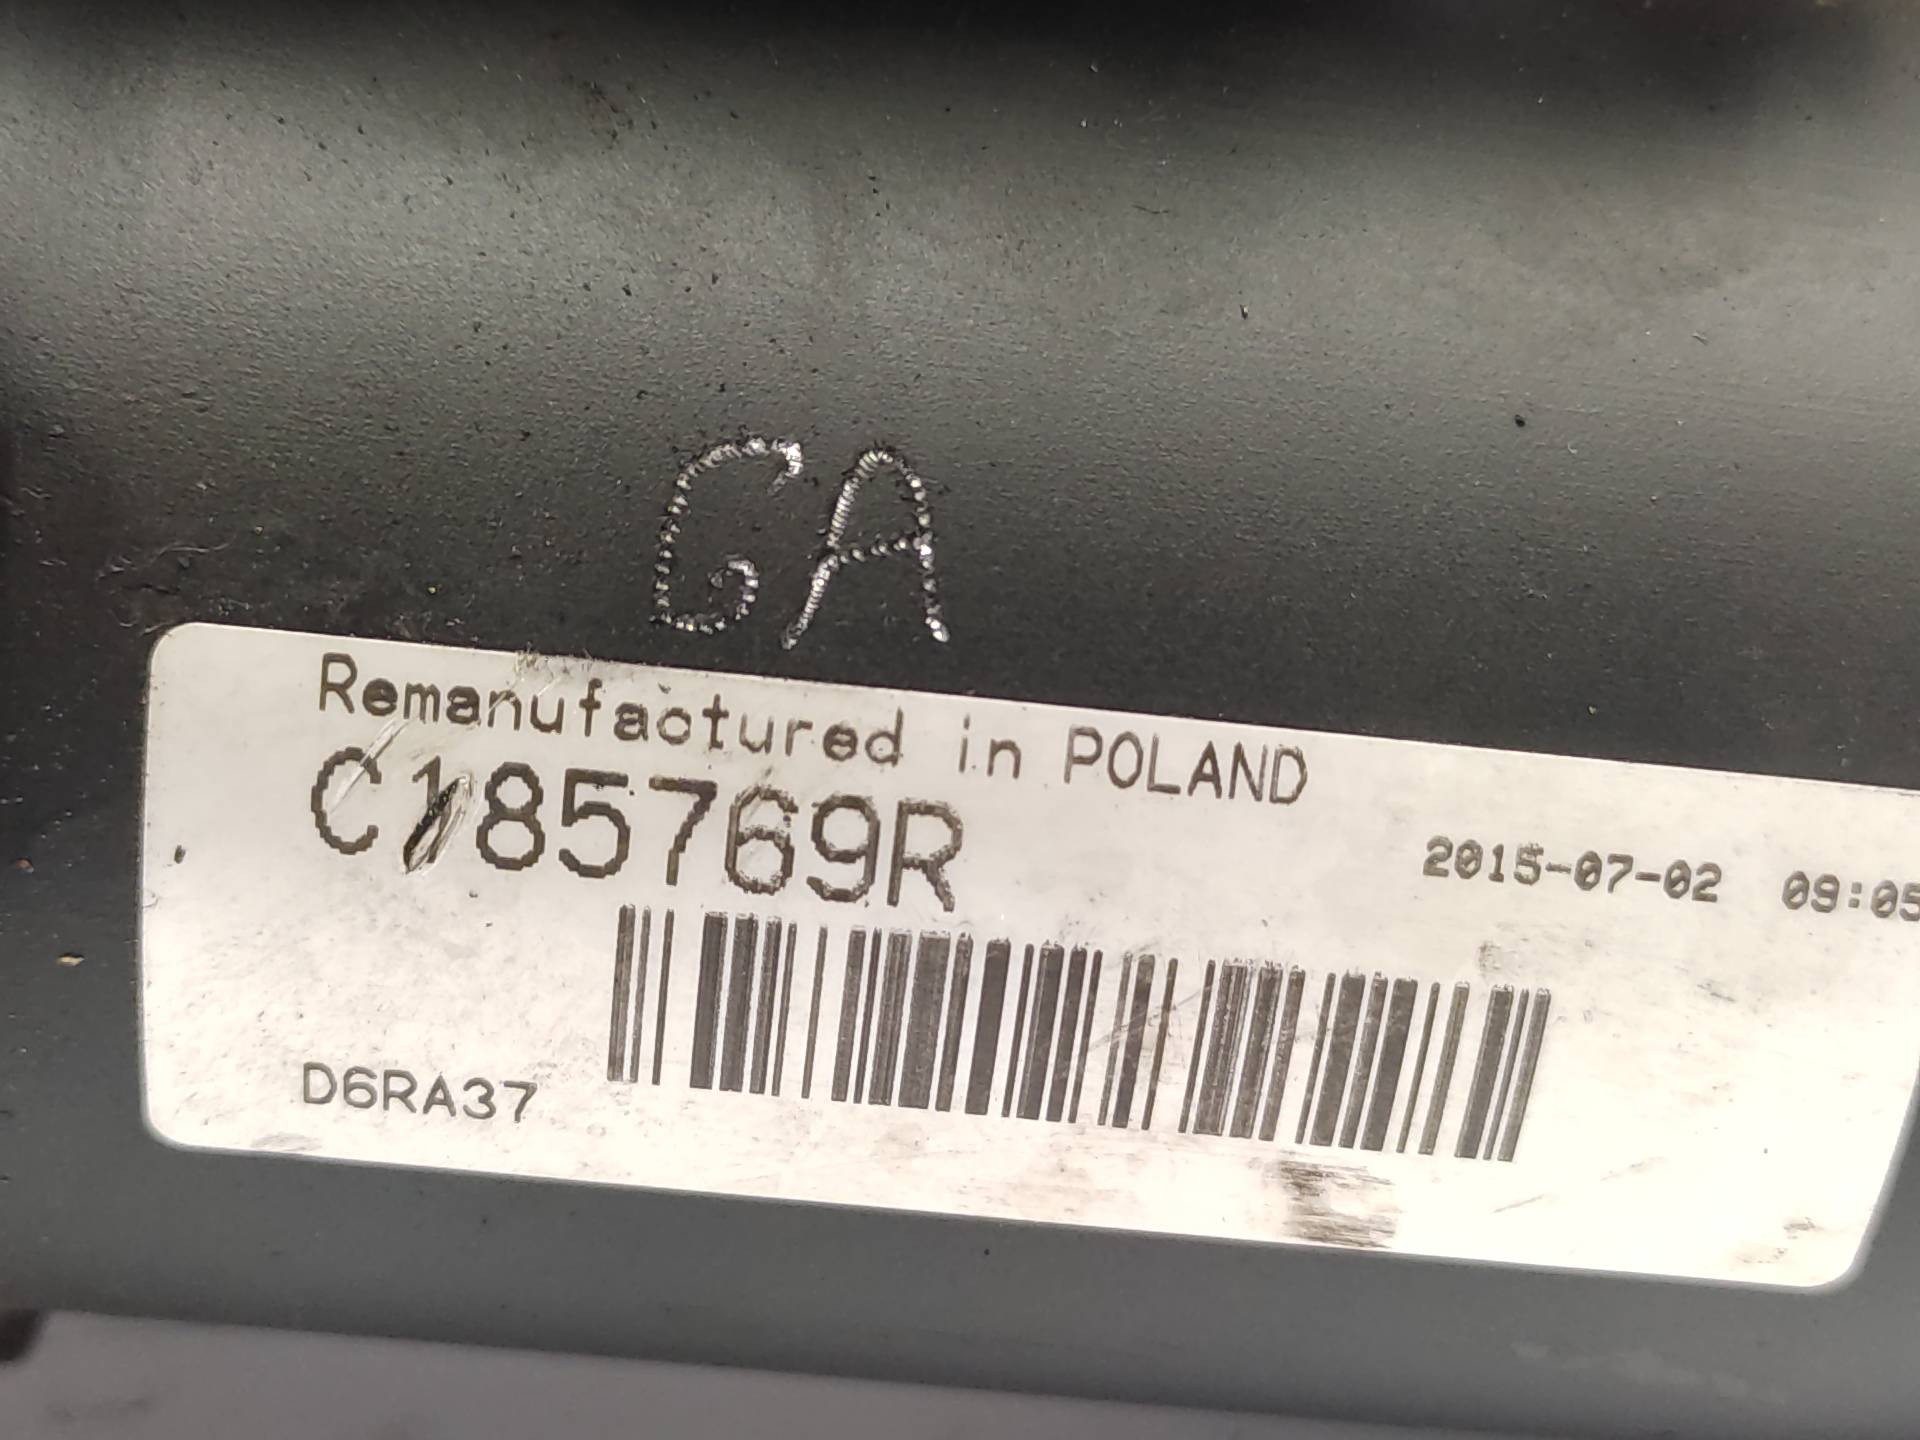 GA
Remanufactured in POLAND
C185769R
2015-07-02 09:05
D6RA37